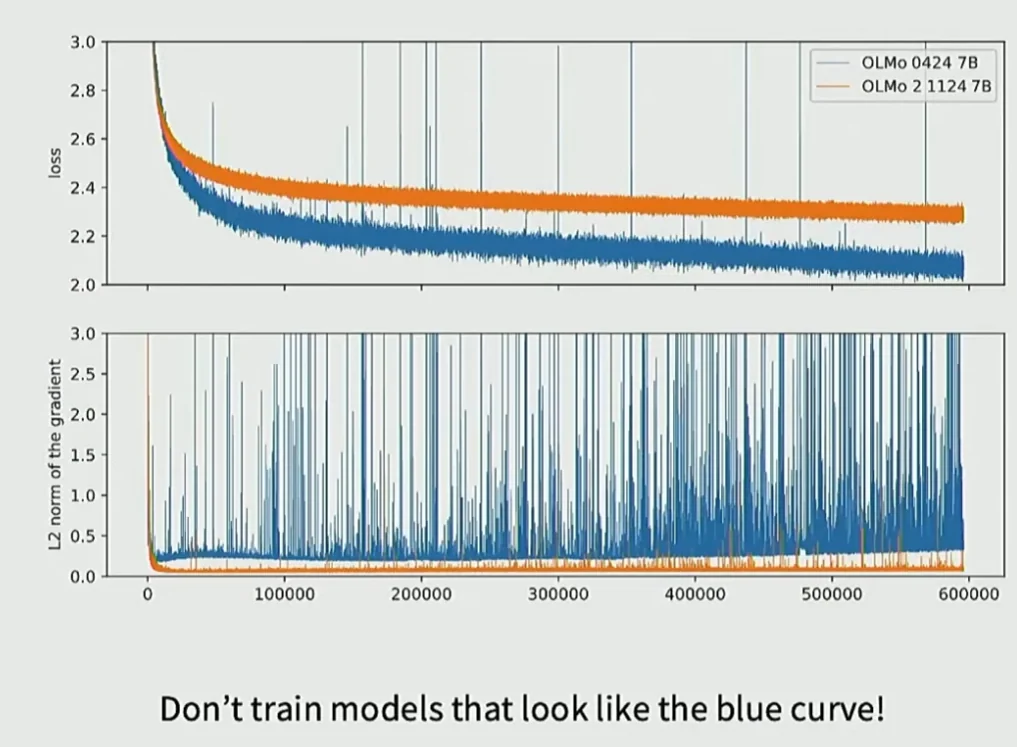 3.0
2.8
2.6
2.4
2.2
2.0
loss
OLMo 0424 7B
OLMo 2 1124 7B
3.0
2.5
2.0
1.5
1.0
0.5
0.0
L2 norm of the gradient
0 100000 200000 300000 400000 500000 600000
Don't train models that look like the blue curve!